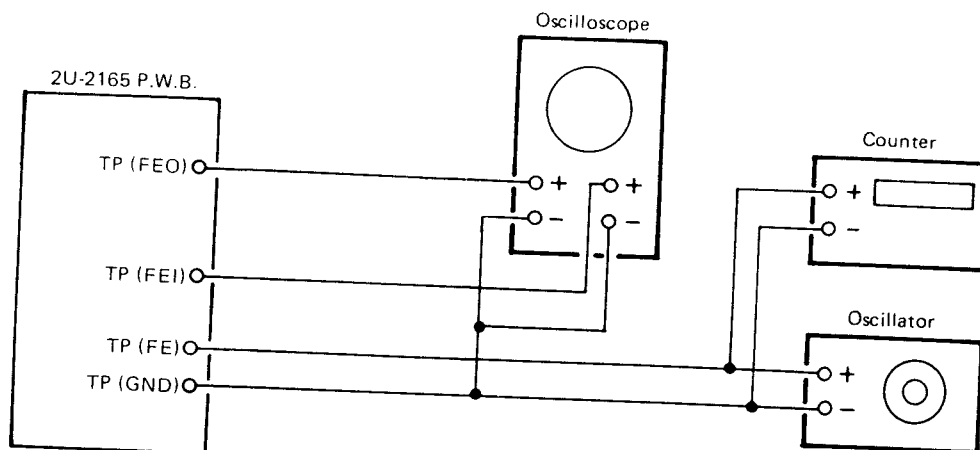 Oscilloscope
2U-2165 P.W.B.
Counter
TP (FEO)
+ +
− −
+
−
TP (FEI)
Oscillator
TP (FE)
TP (GND)
+
−